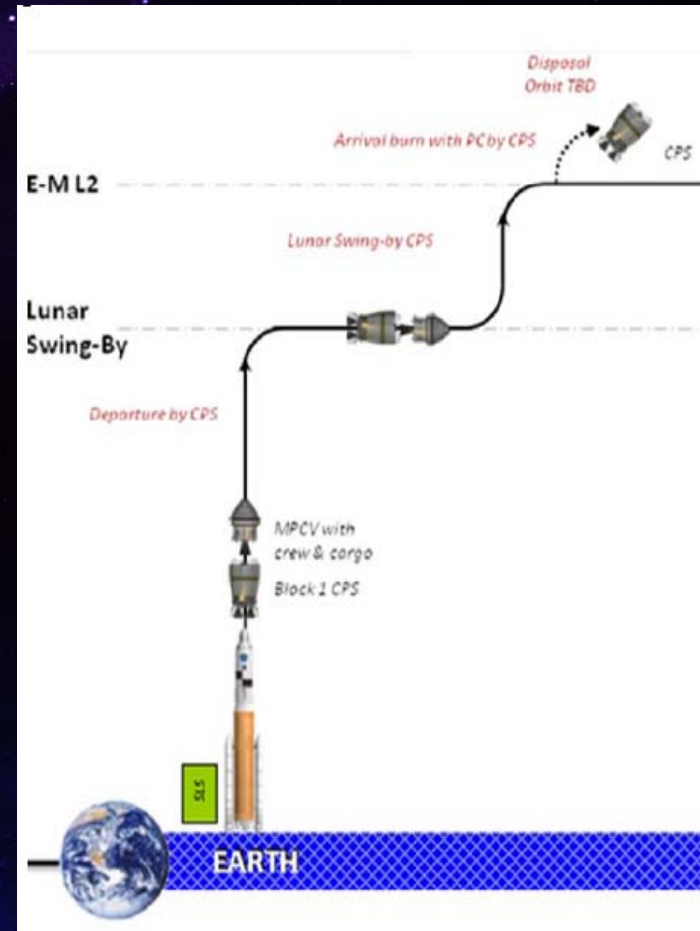 Disposal
Orbit TBD
Arrival burn with PC by CPS
CPS
E-M L2
Lunar Swing-by CPS
Lunar
Swing-By
Departure by CPS
MPCV with
crew & cargo
Block 1 CPS
SLS
EARTH